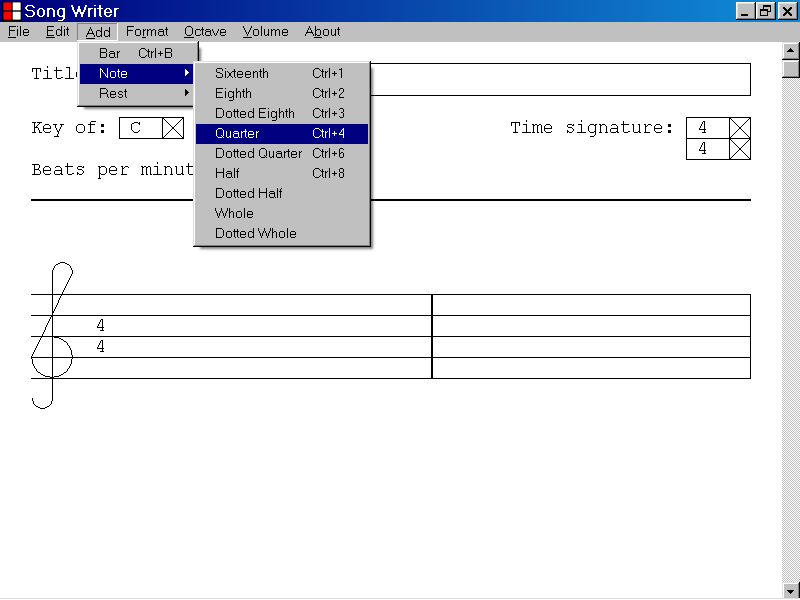 Song Writer
File Edit Add Format Octave Volume About
Bar Ctrl+B
Note
Rest
Sixteenth Ctrl+1
Eighth Ctrl+2
Dotted Eighth Ctrl+3
Quarter Ctrl+4
Dotted Quarter Ctrl+6
Half Ctrl+8
Dotted Half
Whole
Dotted Whole
Titl
Key of: C
Time signature: 4
4
Beats per minut
4
4